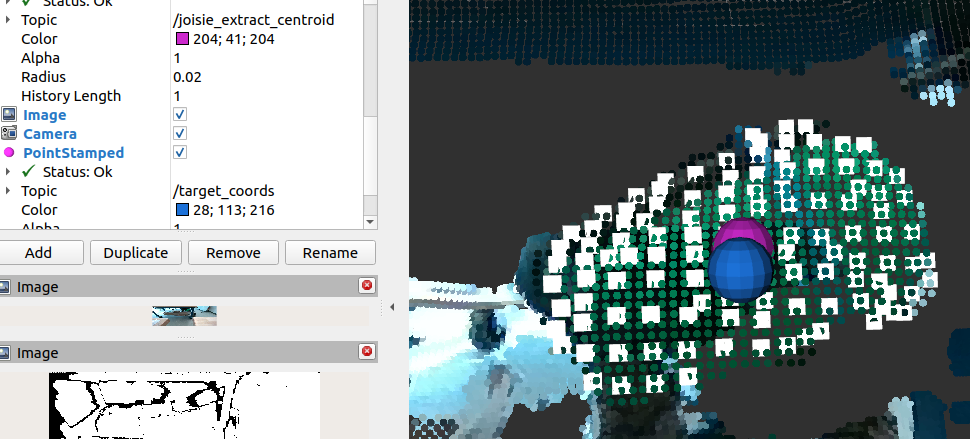 Status: Ok
Topic /joisie_extract_centroid
Color 204; 41; 204
Alpha 1
Radius 0.02
History Length 1
Image
Camera
PointStamped
Status: Ok
Topic /target_coords
Color 28; 113; 216
Alpha 1
Add Duplicate Remove Rename
Image
Image